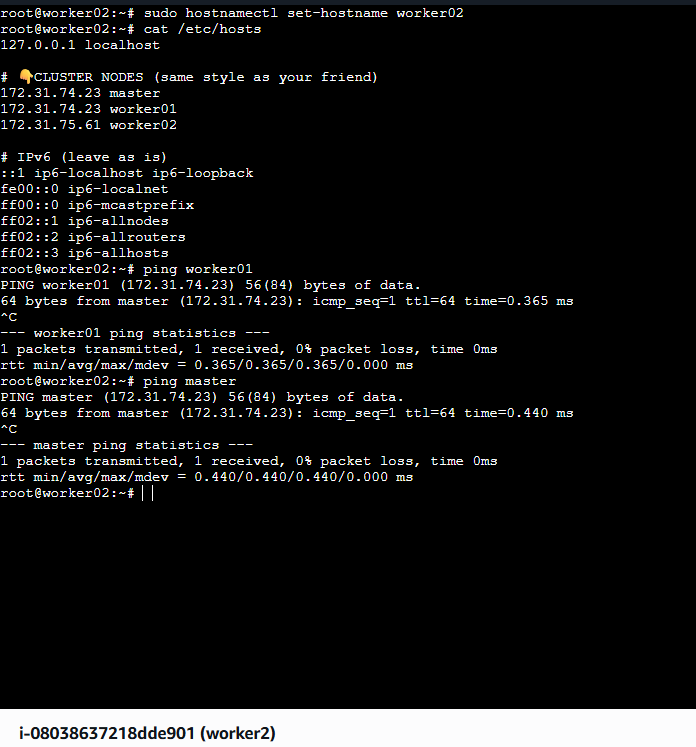 root@worker02:~# sudo hostnamectl set-hostname worker02
root@worker02:~# cat /etc/hosts
127.0.0.1 localhost
# 👇CLUSTER NODES (same style as your friend)
172.31.74.23 master
172.31.74.23 worker01
172.31.75.61 worker02
# IPv6 (leave as is)
::1 ip6-localhost ip6-loopback
fe00::0 ip6-localnet
ff00::0 ip6-mcastprefix
ff02::1 ip6-allnodes
ff02::2 ip6-allrouters
ff02::3 ip6-allhosts
root@worker02:~# ping worker01
PING worker01 (172.31.74.23) 56(84) bytes of data.
64 bytes from master (172.31.74.23): icmp_seq=1 ttl=64 time=0.365 ms
^C
--- worker01 ping statistics ---
1 packets transmitted, 1 received, 0% packet loss, time 0ms
rtt min/avg/max/mdev = 0.365/0.365/0.365/0.000 ms
root@worker02:~# ping master
PING master (172.31.74.23) 56(84) bytes of data.
64 bytes from master (172.31.74.23): icmp_seq=1 ttl=64 time=0.440 ms
^C
--- master ping statistics ---
1 packets transmitted, 1 received, 0% packet loss, time 0ms
rtt min/avg/max/mdev = 0.440/0.440/0.440/0.000 ms
root@worker02:~#
i-08038637218dde901 (worker2)